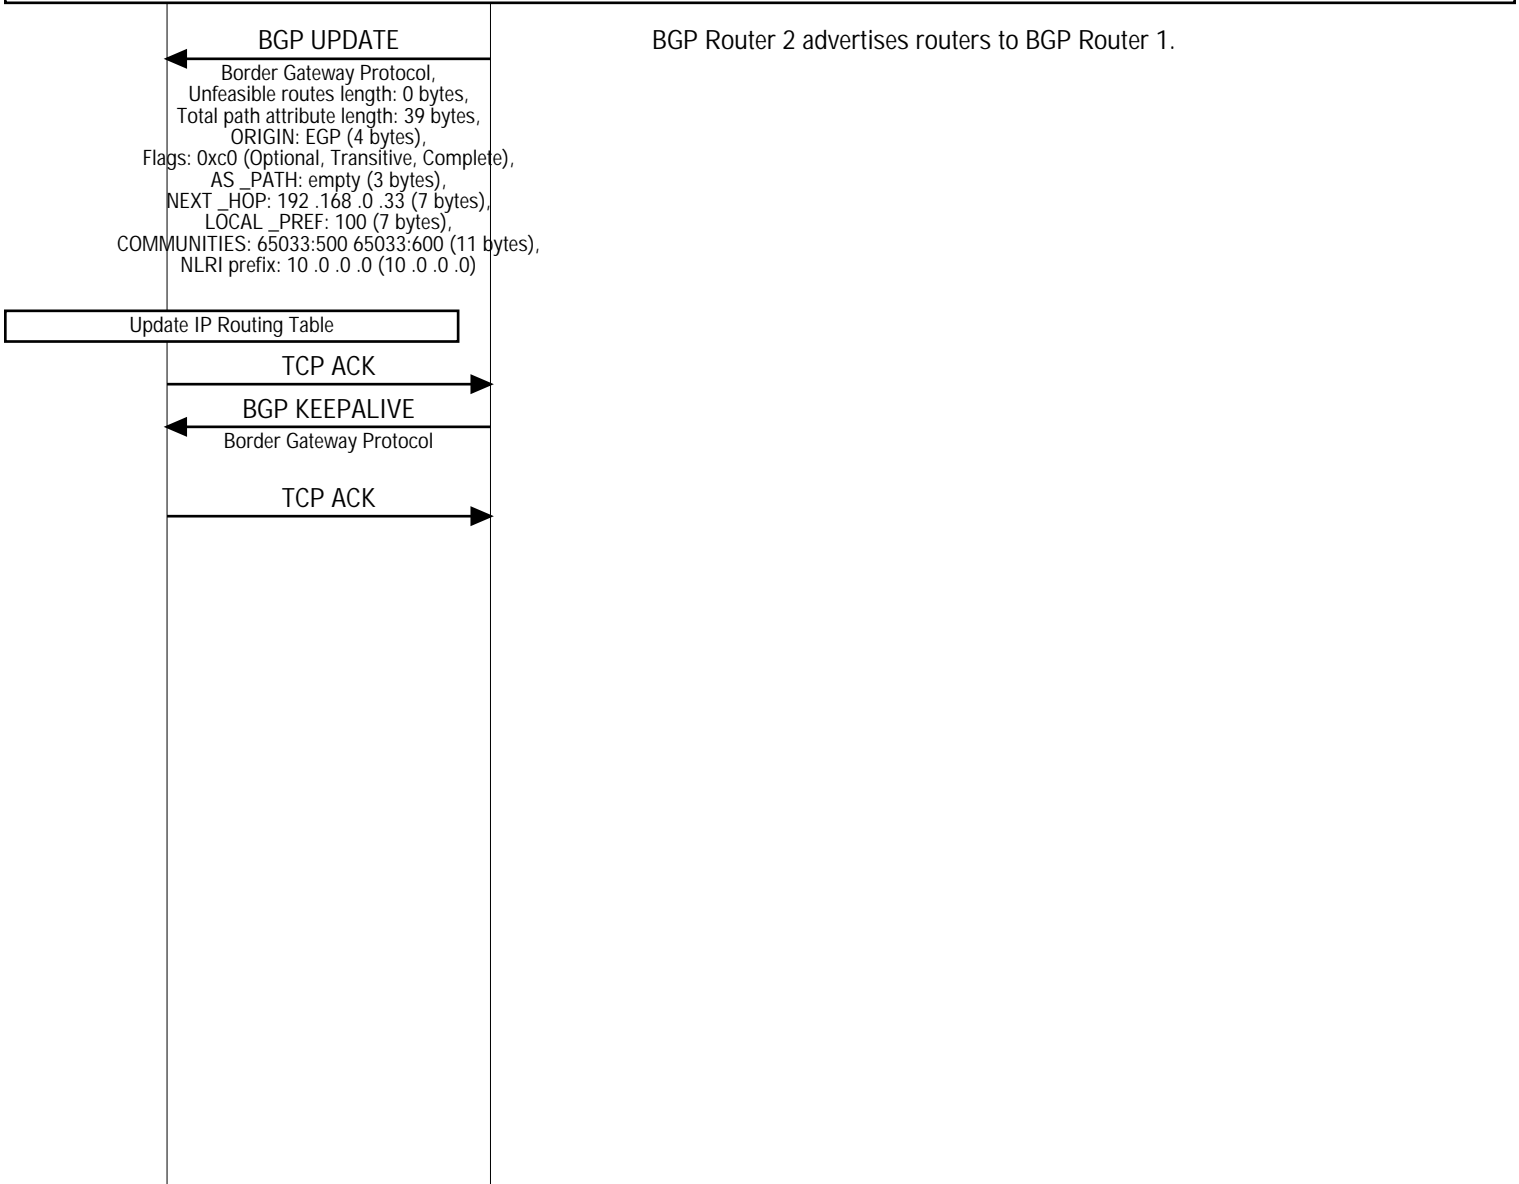 BGP UPDATE
BGP Router 2 advertises routers to BGP Router 1.
Border Gateway Protocol,
Unfeasible routes length: 0 bytes,
Total path attribute length: 39 bytes,
ORIGIN: EGP (4 bytes),
Flags: 0xc0 (Optional, Transitive, Complete),
AS _PATH: empty (3 bytes),
NEXT _HOP: 192 .168 .0 .33 (7 bytes),
LOCAL _PREF: 100 (7 bytes),
COMMUNITIES: 65033:500 65033:600 (11 bytes),
NLRI prefix: 10 .0 .0 .0 (10 .0 .0 .0)
Update IP Routing Table
TCP ACK
BGP KEEPALIVE
Border Gateway Protocol
TCP ACK